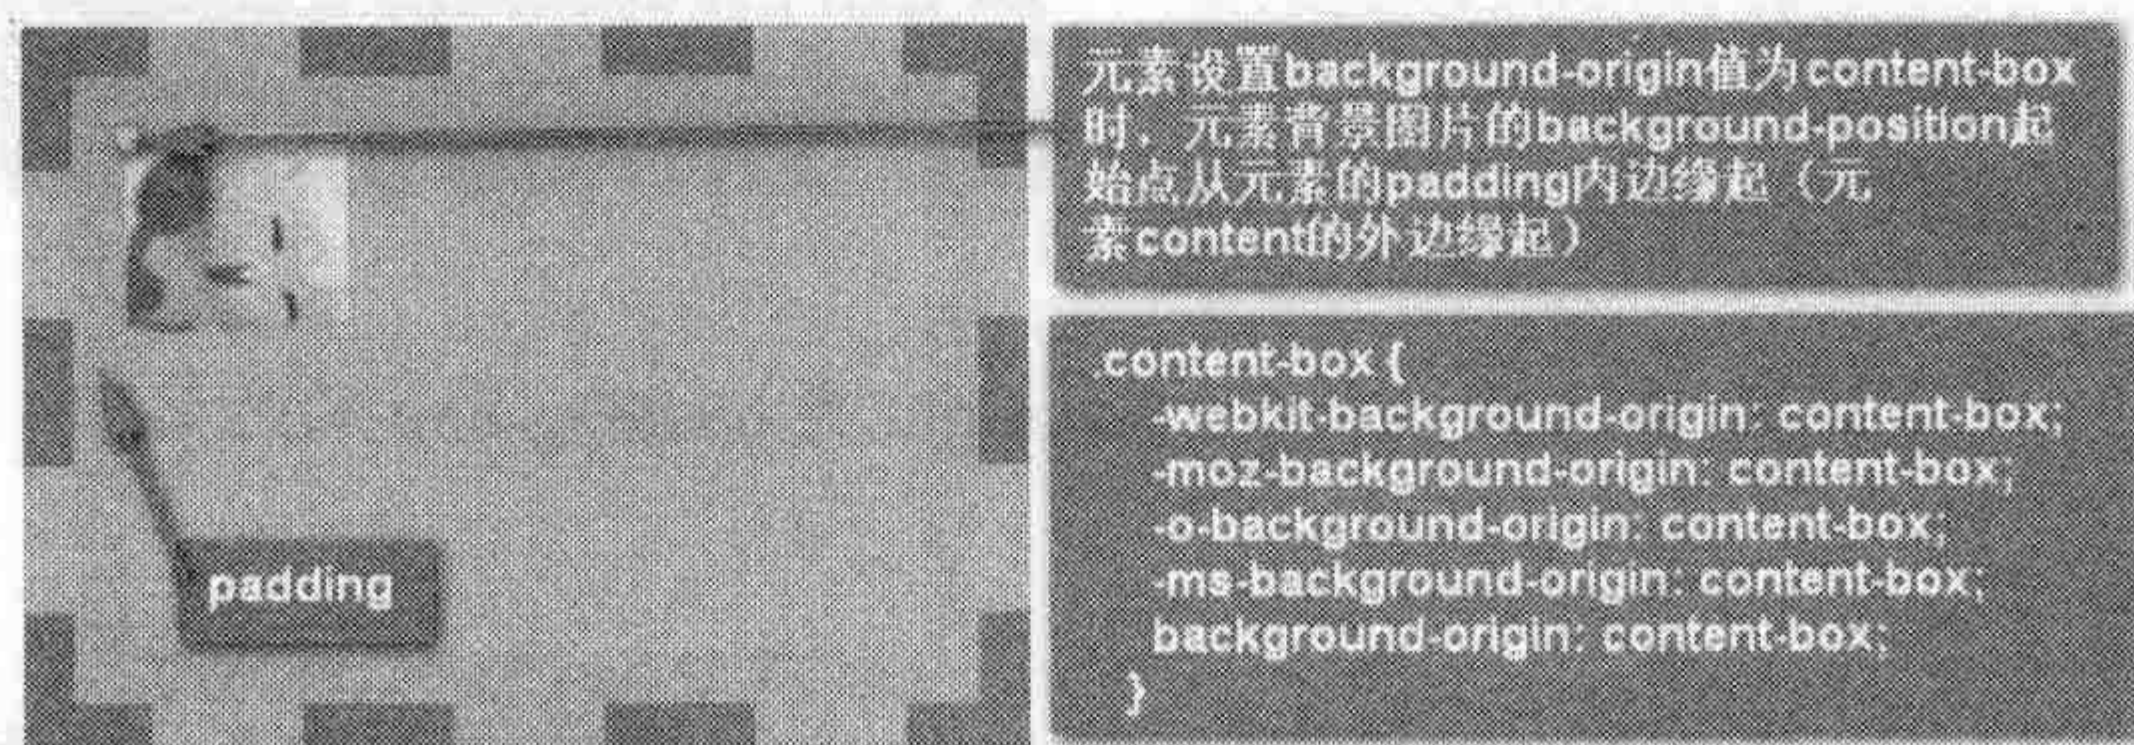 元素设置background-origin值为content-box
时，元素背景图片的background-position起
始点从元素的padding内边缘起（元
素content的外边缘起）
.content-box {
-webkit-background-origin: content-box;
-moz-background-origin: content-box;
-o-background-origin: content-box;
-ms-background-origin: content-box;
background-origin: content-box;
}
padding